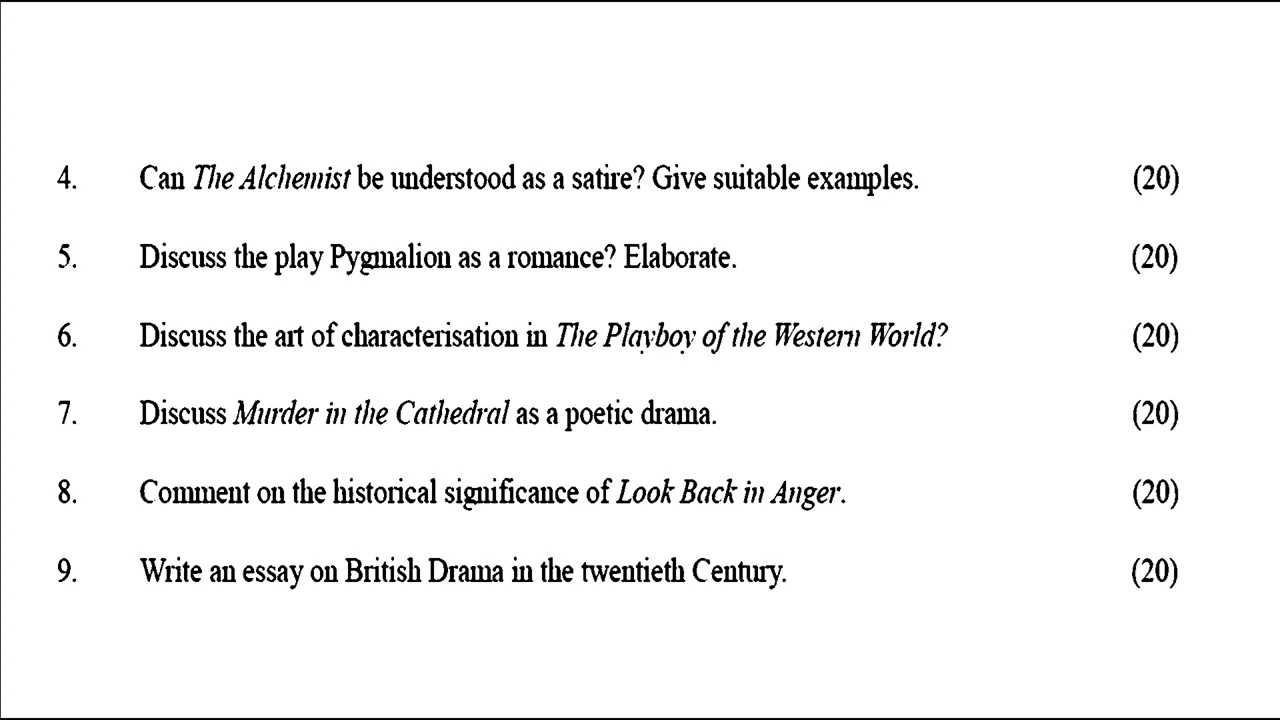 4. Can The Alchemist be understood as a satire? Give suitable examples. (20)
5. Discuss the play Pygmalion as a romance? Elaborate. (20)
6. Discuss the art of characterisation in The Playboy of the Western World? (20)
7. Discuss Murder in the Cathedral as a poetic drama. (20)
8. Comment on the historical significance of Look Back in Anger. (20)
9. Write an essay on British Drama in the twentieth Century. (20)